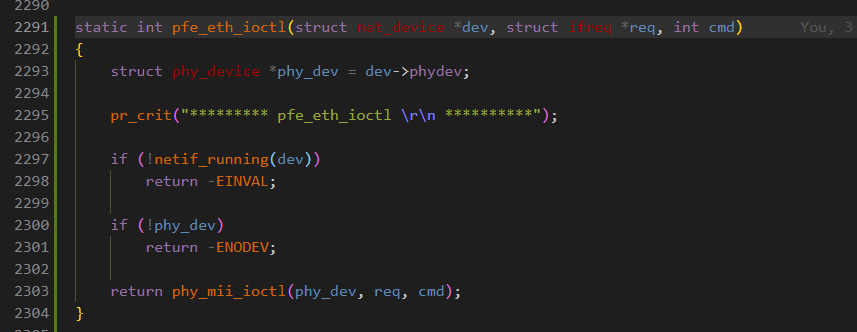 2290
2291 static int pfe_eth_ioctl(struct net_device *dev, struct ifreq *req, int cmd) You, 3
2292 {
2293     struct phy_device *phy_dev = dev->phydev;
2294
2295     pr_crit("********* pfe_eth_ioctl \r\n **********");
2296
2297     if (!netif_running(dev))
2298         return -EINVAL;
2299
2300     if (!phy_dev)
2301         return -ENODEV;
2302
2303     return phy_mii_ioctl(phy_dev, req, cmd);
2304 }